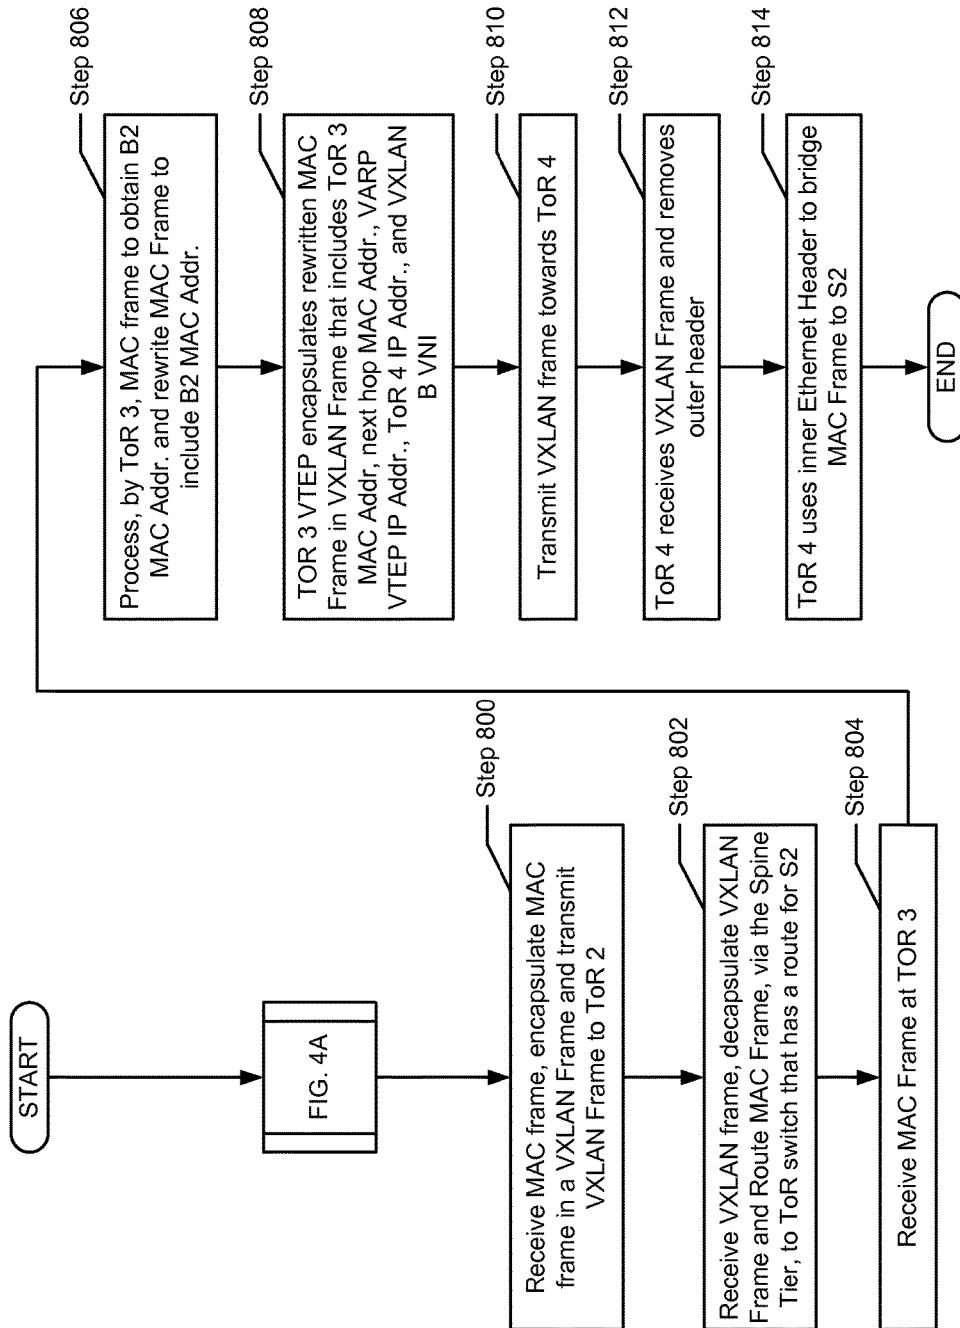 START
FIG. 4A
Step 800
Receive MAC frame, encapsulate MAC
frame in a VXLAN Frame and transmit
VXLAN Frame to ToR 2
Step 802
Receive VXLAN frame, decapsulate VXLAN
Frame and Route MAC Frame, via the Spine
Tier, to ToR switch that has a route for S2
Step 804
Receive MAC Frame at TOR 3
Step 806
Process, by ToR 3, MAC frame to obtain B2
MAC Addr. and rewrite MAC Frame to
include B2 MAC Addr.
Step 808
TOR 3 VTEP encapsulates rewritten MAC
Frame in VXLAN Frame that includes ToR 3
MAC Addr, next hop MAC Addr., VARP
VTEP IP Addr., ToR 4 IP Addr., and VXLAN
B VNI
Step 810
Transmit VXLAN frame towards ToR 4
Step 812
ToR 4 receives VXLAN Frame and removes
outer header
Step 814
ToR 4 uses inner Ethernet Header to bridge
MAC Frame to S2
END